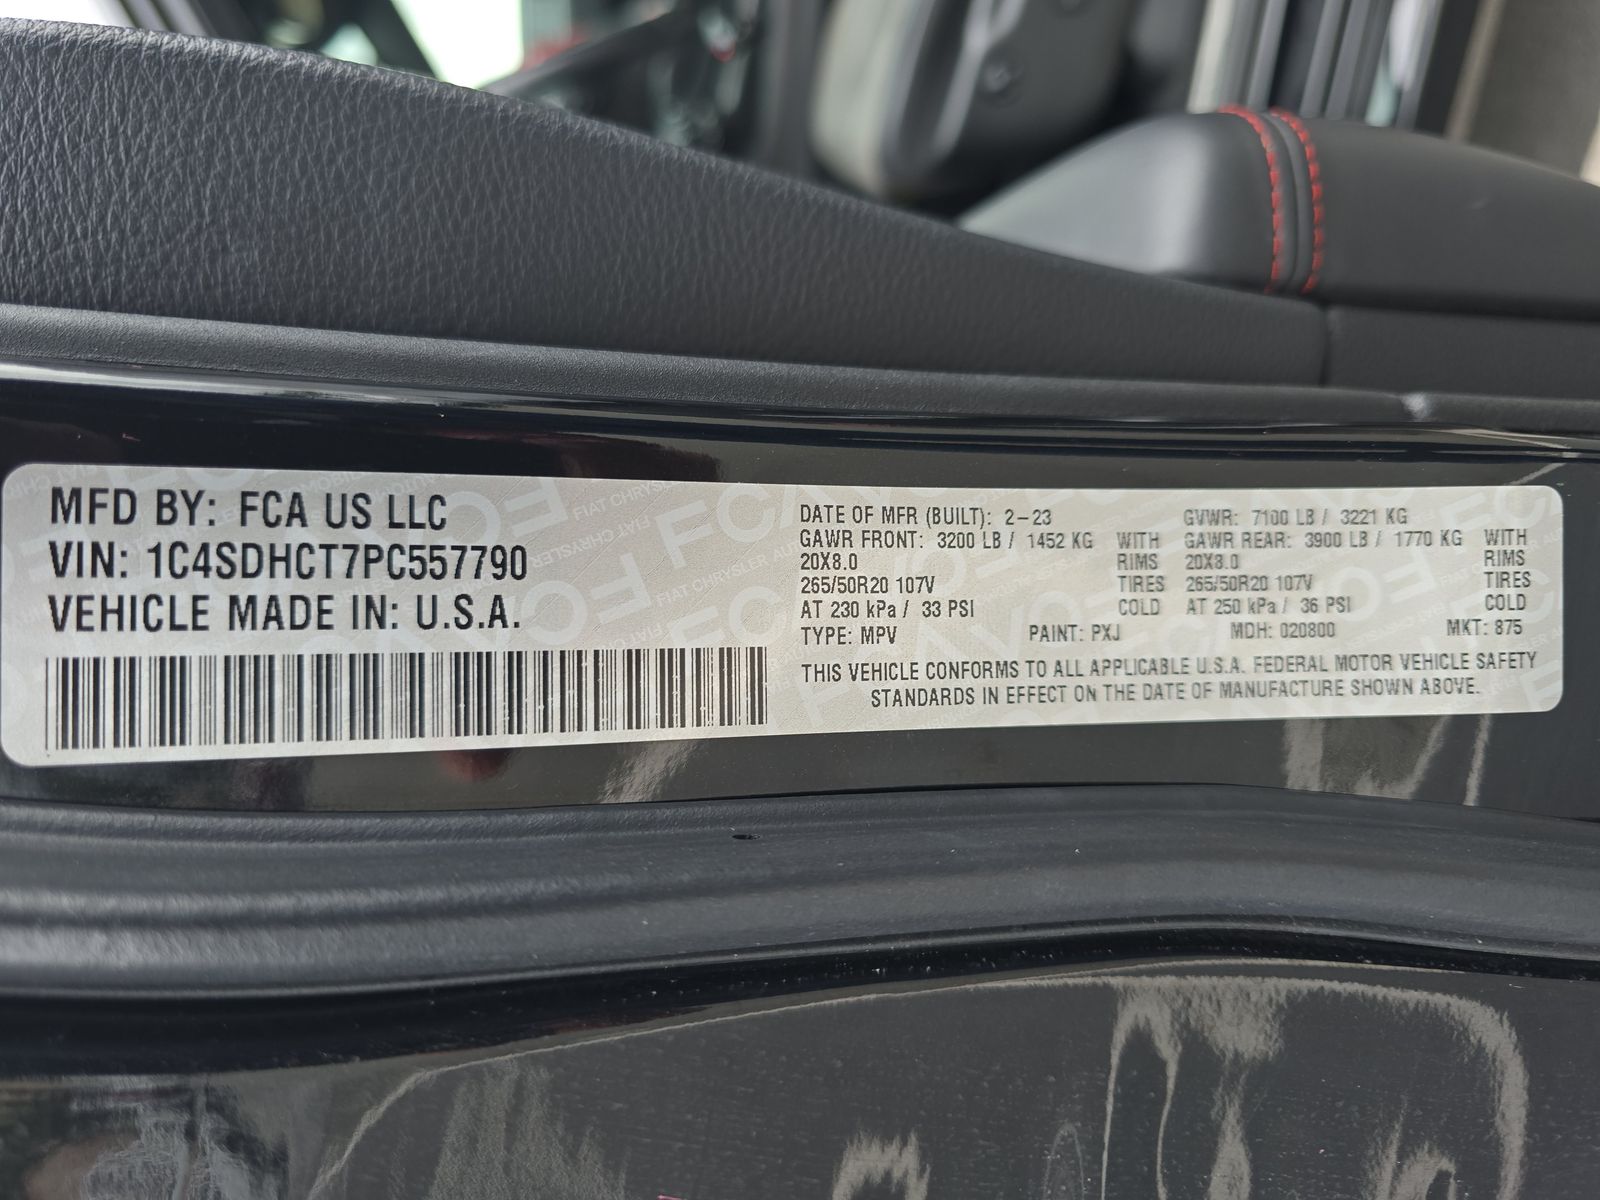 MFD BY: FCA US LLC
VIN: 1C4SDHCT7PC557790
VEHICLE MADE IN: U.S.A.
DATE OF MFR (BUILT): 2-23 GVWR: 7100 LB / 3221 KG
GAWR FRONT: 3200 LB / 1452 KG WITH GAWR REAR: 3900 LB / 1770 KG WITH
20X8.0 RIMS 20X8.0 RIMS
265/50R20 107V TIRES 265/50R20 107V TIRES
AT 230 kPa / 33 PSI COLD AT 250 kPa / 36 PSI COLD
TYPE: MPV PAINT: PXJ MDH: 020800 MKT: 875
THIS VEHICLE CONFORMS TO ALL APPLICABLE U.S.A. FEDERAL MOTOR VEHICLE SAFETY
STANDARDS IN EFFECT ON THE DATE OF MANUFACTURE SHOWN ABOVE.